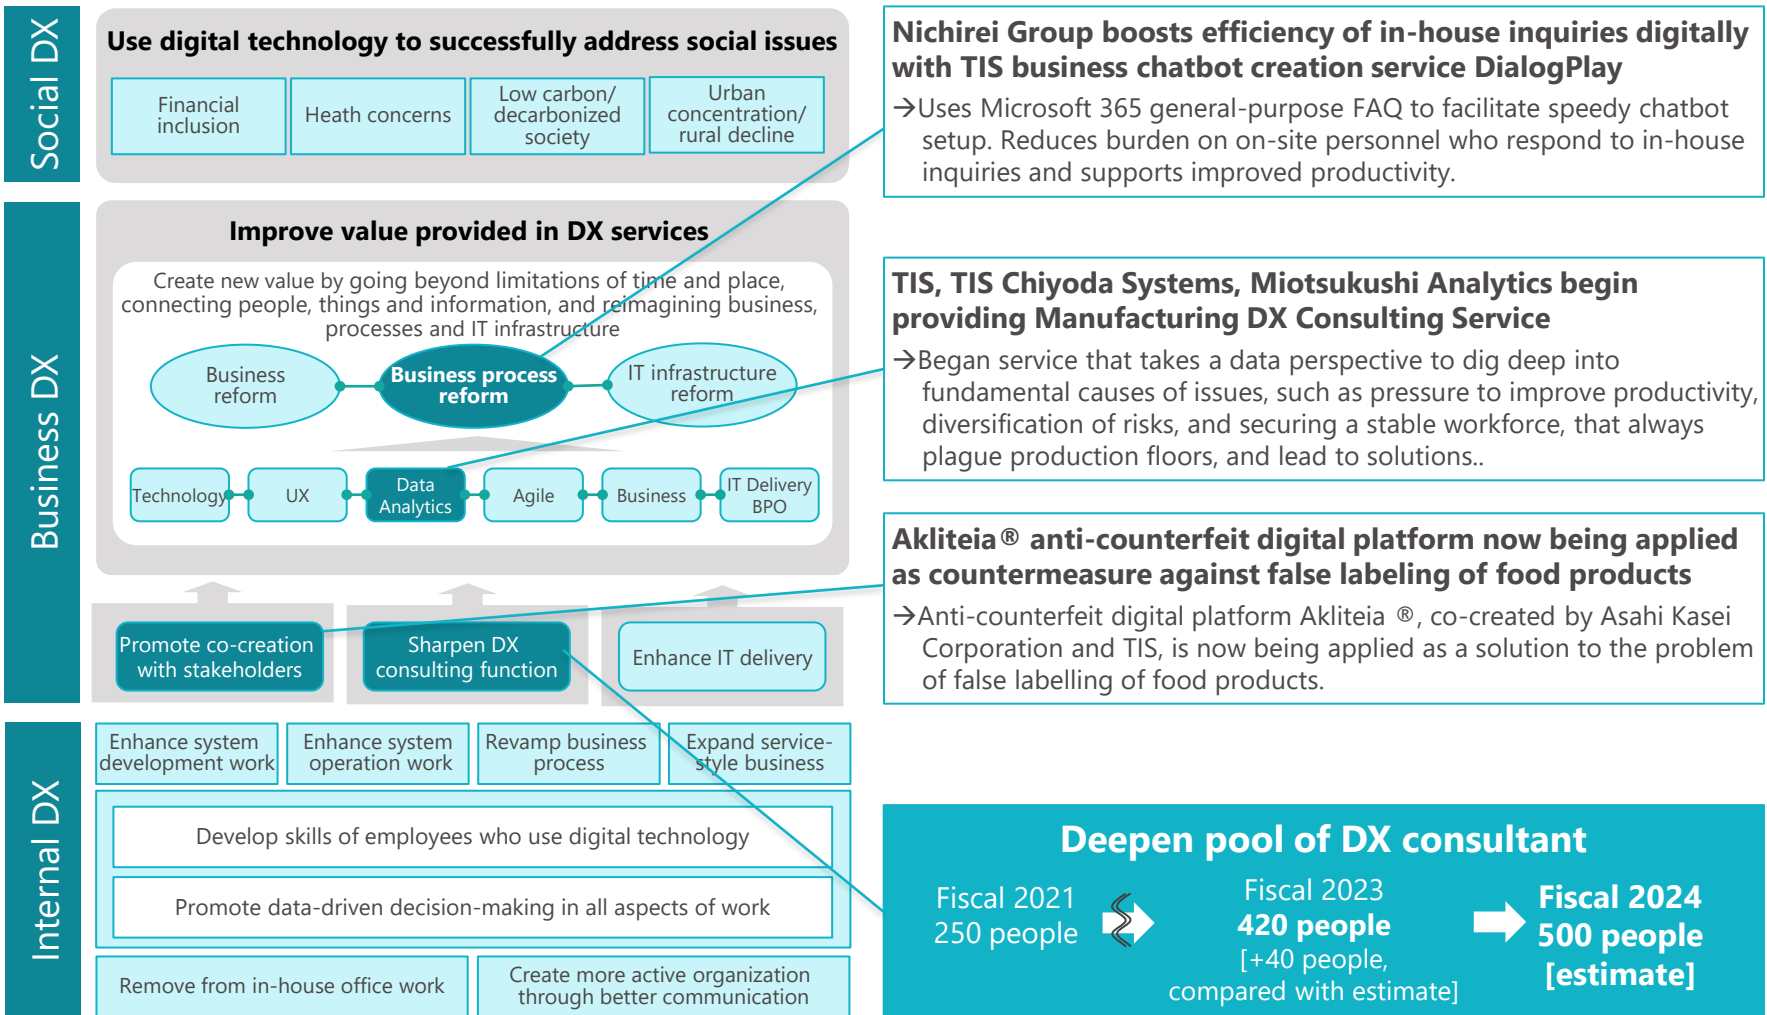 Social DX
Use digital technology to successfully address social issues
Financial
inclusion
Heath concerns
Low carbon/
decarbonized
society
Urban
concentration/
rural decline
Business DX
Improve value provided in DX services
Create new value by going beyond limitations of time and place,
connecting people, things and information, and reimagining business,
processes and IT infrastructure
Business
reform
Business process
reform
IT infrastructure
reform
Technology
UX
Data
Analytics
Agile
Business
IT Delivery
BPO
Promote co-creation
with stakeholders
Sharpen DX
consulting function
Enhance IT delivery
Internal DX
Enhance system
development work
Enhance system
operation work
Revamp business
process
Expand service-
style business
Develop skills of employees who use digital technology
Promote data-driven decision-making in all aspects of work
Remove from in-house office work
Create more active organization
through better communication
Nichirei Group boosts efficiency of in-house inquiries digitally
with TIS business chatbot creation service DialogPlay
→Uses Microsoft 365 general-purpose FAQ to facilitate speedy chatbot
setup. Reduces burden on on-site personnel who respond to in-house
inquiries and supports improved productivity.
TIS, TIS Chiyoda Systems, Miotsukushi Analytics begin
providing Manufacturing DX Consulting Service
→Began service that takes a data perspective to dig deep into
fundamental causes of issues, such as pressure to improve productivity,
diversification of risks, and securing a stable workforce, that always
plague production floors, and lead to solutions..
Akliteia® anti-counterfeit digital platform now being applied
as countermeasure against false labeling of food products
→Anti-counterfeit digital platform Akliteia ®, co-created by Asahi Kasei
Corporation and TIS, is now being applied as a solution to the problem
of false labelling of food products.
Deepen pool of DX consultant
Fiscal 2021
250 people
Fiscal 2023
420 people
[+40 people,
compared with estimate]
Fiscal 2024
500 people
[estimate]